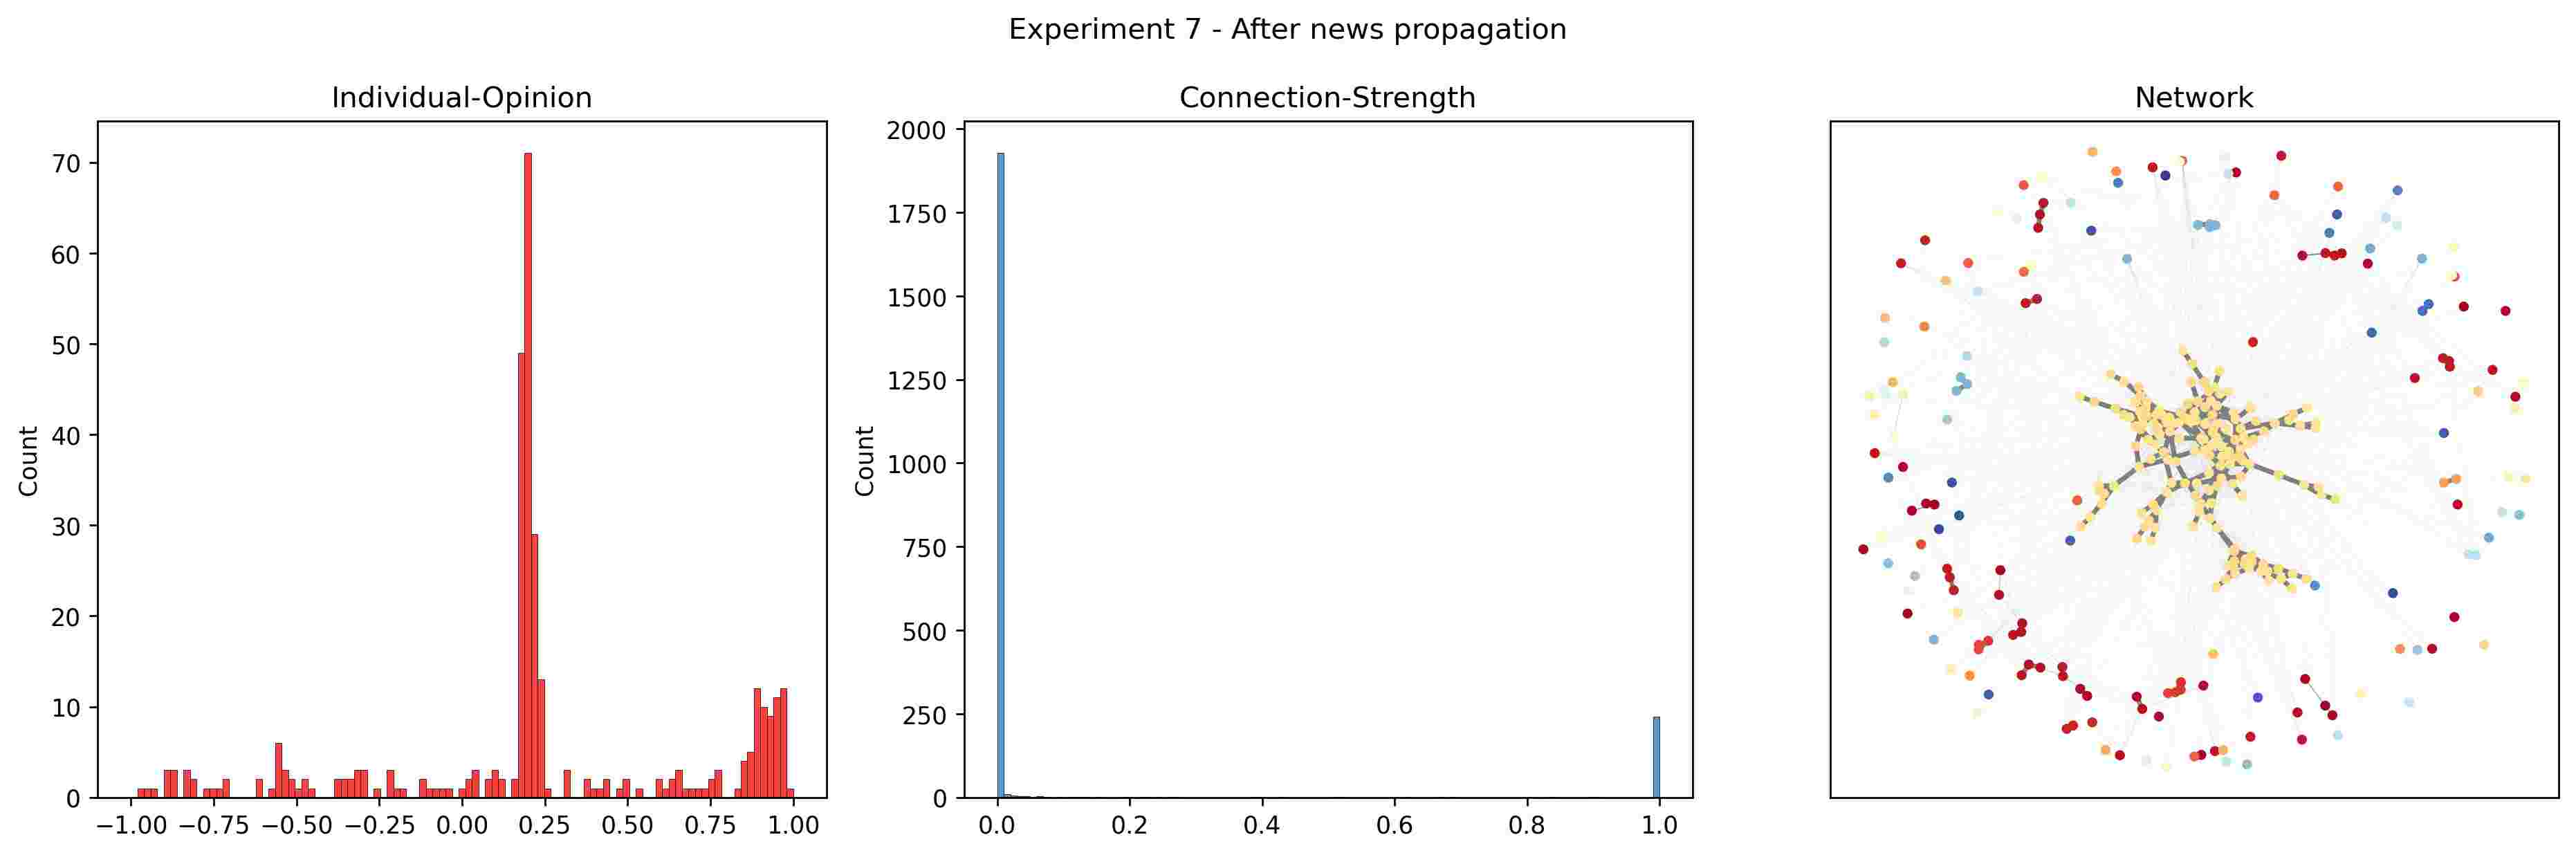 Experiment 7 - After news propagation
Individual-Opinion
Count
70
60
50
40
30
20
10
0
−1.00 −0.75 −0.50 −0.25 0.00 0.25 0.50 0.75 1.00
Connection-Strength
Count
2000
1750
1500
1250
1000
750
500
250
0
0.0 0.2 0.4 0.6 0.8 1.0
Network